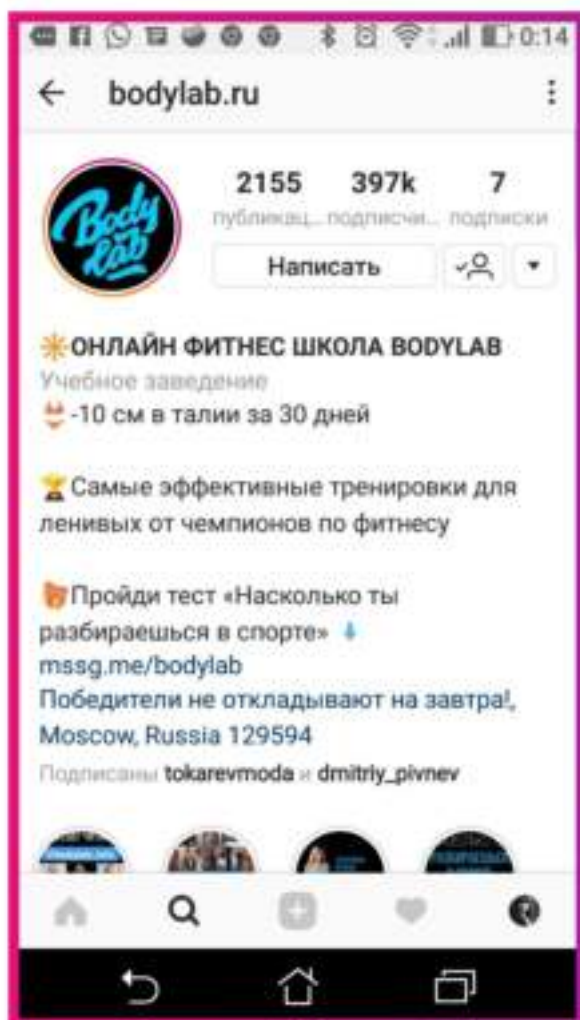 0:14
bodylab.ru
2155 397k 7
публикац... подписчи... подписки
Body Lab
Написать
ОНЛАЙН ФИТНЕС ШКОЛА BODYLAB
Учебное заведение
-10 см в талии за 30 дней
Самые эффективные тренировки для
ленивых от чемпионов по фитнесу
Пройди тест «Насколько ты
разбираешься в спорте»
mssg.me/bodylab
Победители не откладывают на завтра!,
Moscow, Russia 129594
Подписаны tokarevmoda и dmitriy_pivnev